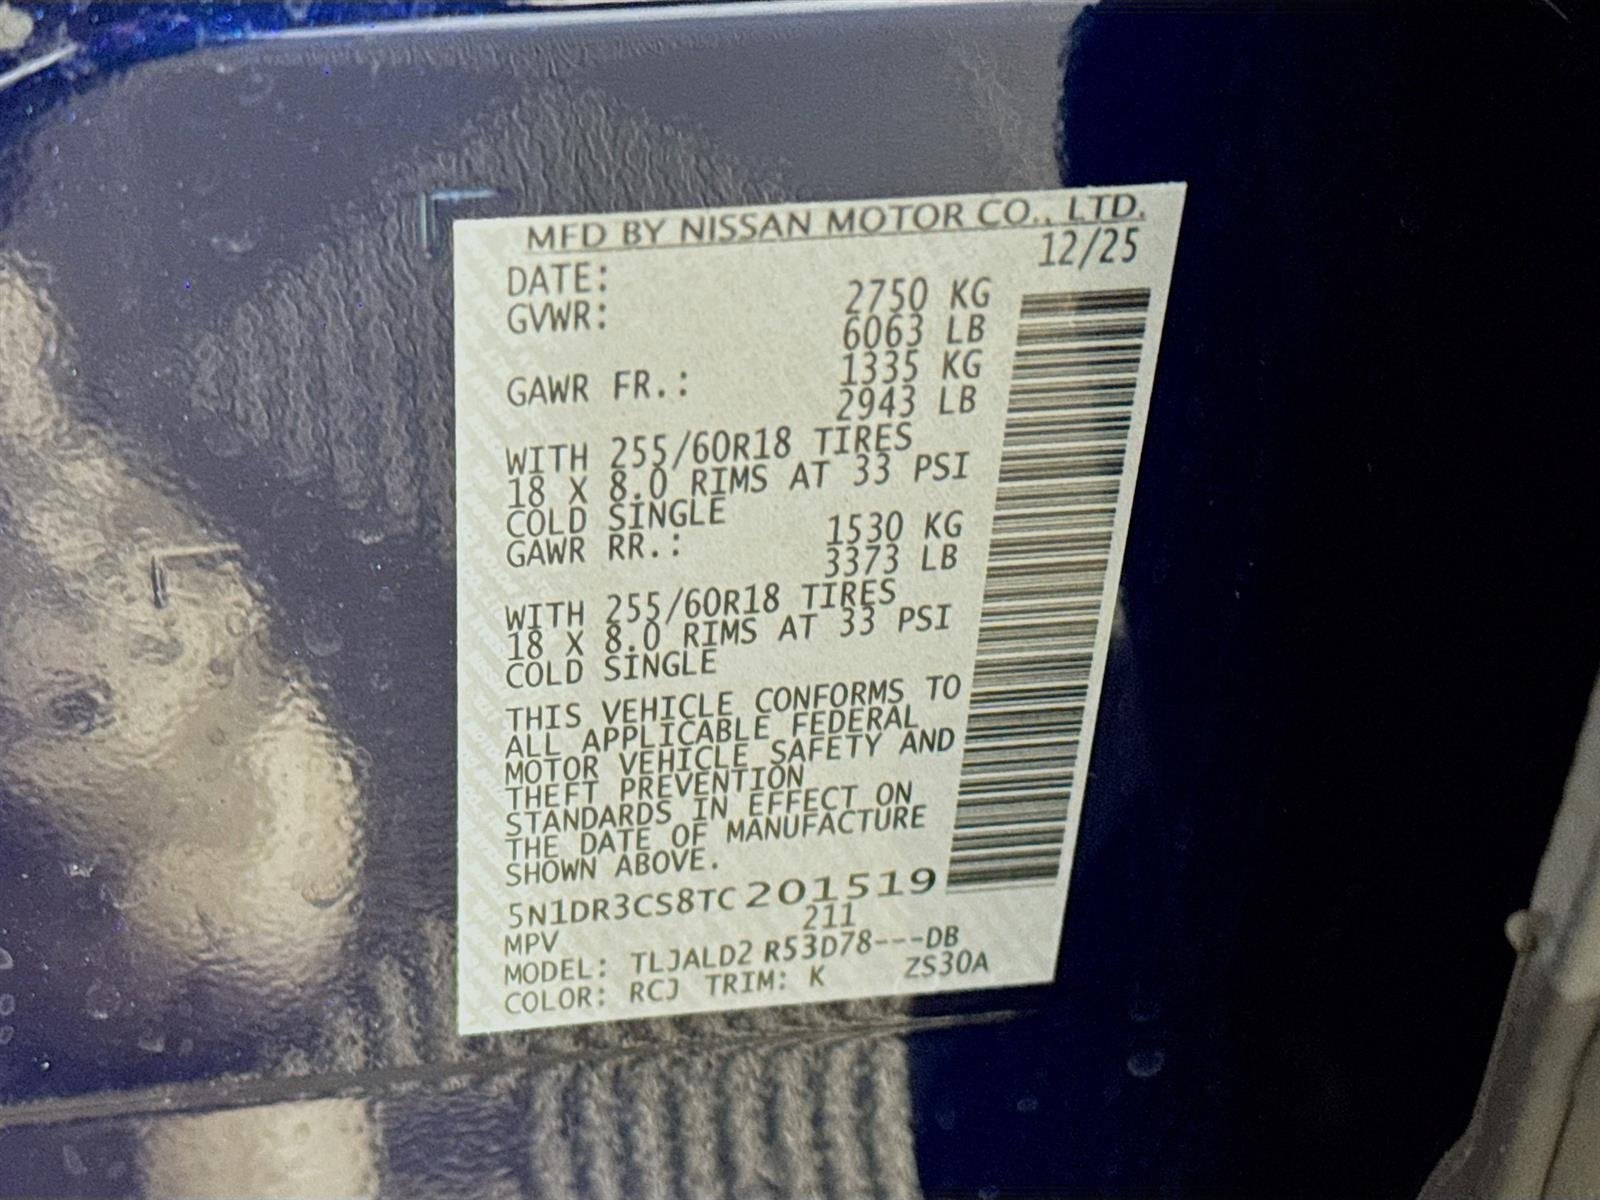 MFD BY NISSAN MOTOR CO., LTD.
DATE: 12/25
GVWR: 2750 KG
6063 LB
GAWR FR.: 1335 KG
2943 LB
WITH 255/60R18 TIRES
18 X 8.0 RIMS AT 33 PSI
COLD SINGLE
GAWR RR.: 1530 KG
3373 LB
WITH 255/60R18 TIRES
18 X 8.0 RIMS AT 33 PSI
COLD SINGLE
THIS VEHICLE CONFORMS TO
ALL APPLICABLE FEDERAL
MOTOR VEHICLE SAFETY AND
THEFT PREVENTION
STANDARDS IN EFFECT ON
THE DATE OF MANUFACTURE
SHOWN ABOVE.
5N1DR3CS8TC201519
MPV 211
MODEL: TLJALD2 R53D78---DB
COLOR: RCJ TRIM: K ZS30A